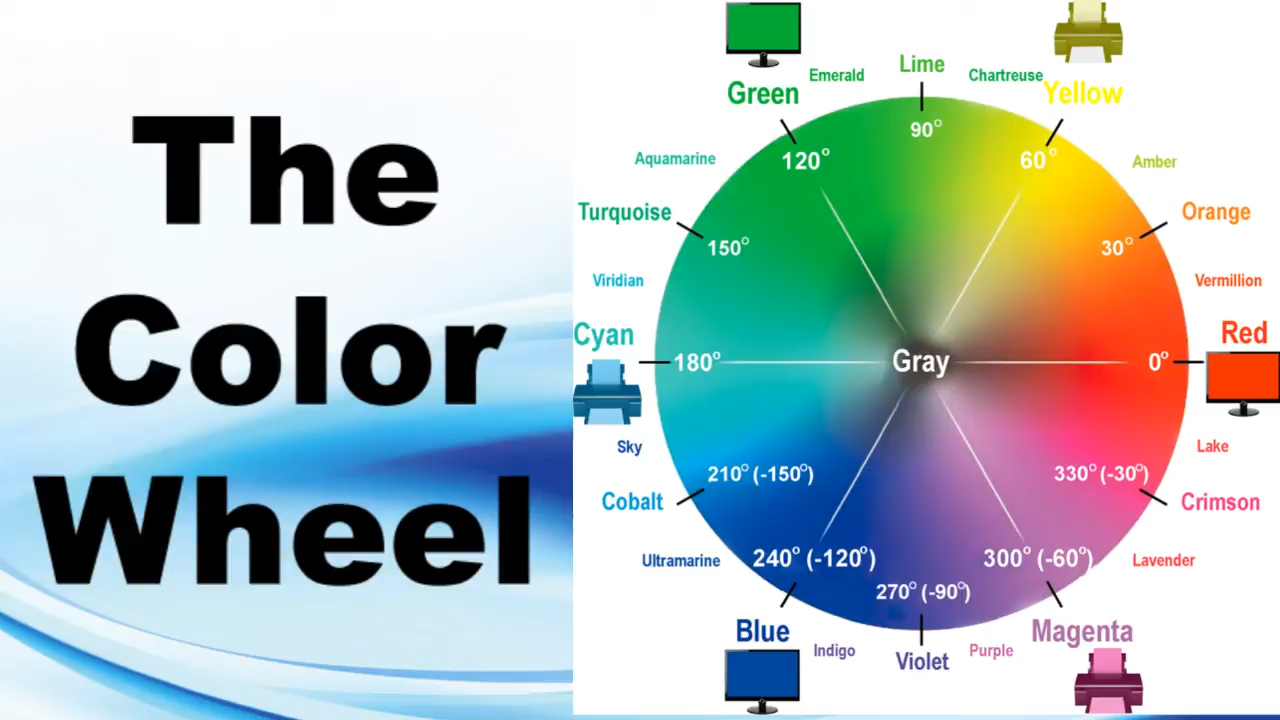 The
Color
Wheel
Lime
Emerald
Chartreuse
Green
Yellow
90°
120°
60°
Aquamarine
Amber
Turquoise
Orange
150°
30°
Viridian
Vermillion
Cyan
Red
180°
Gray
0°
Sky
Lake
210° (-150°)
330° (-30°)
Cobalt
Crimson
Ultramarine
240° (-120°)
300° (-60°)
Lavender
270° (-90°)
Blue
Magenta
Indigo
Purple
Violet